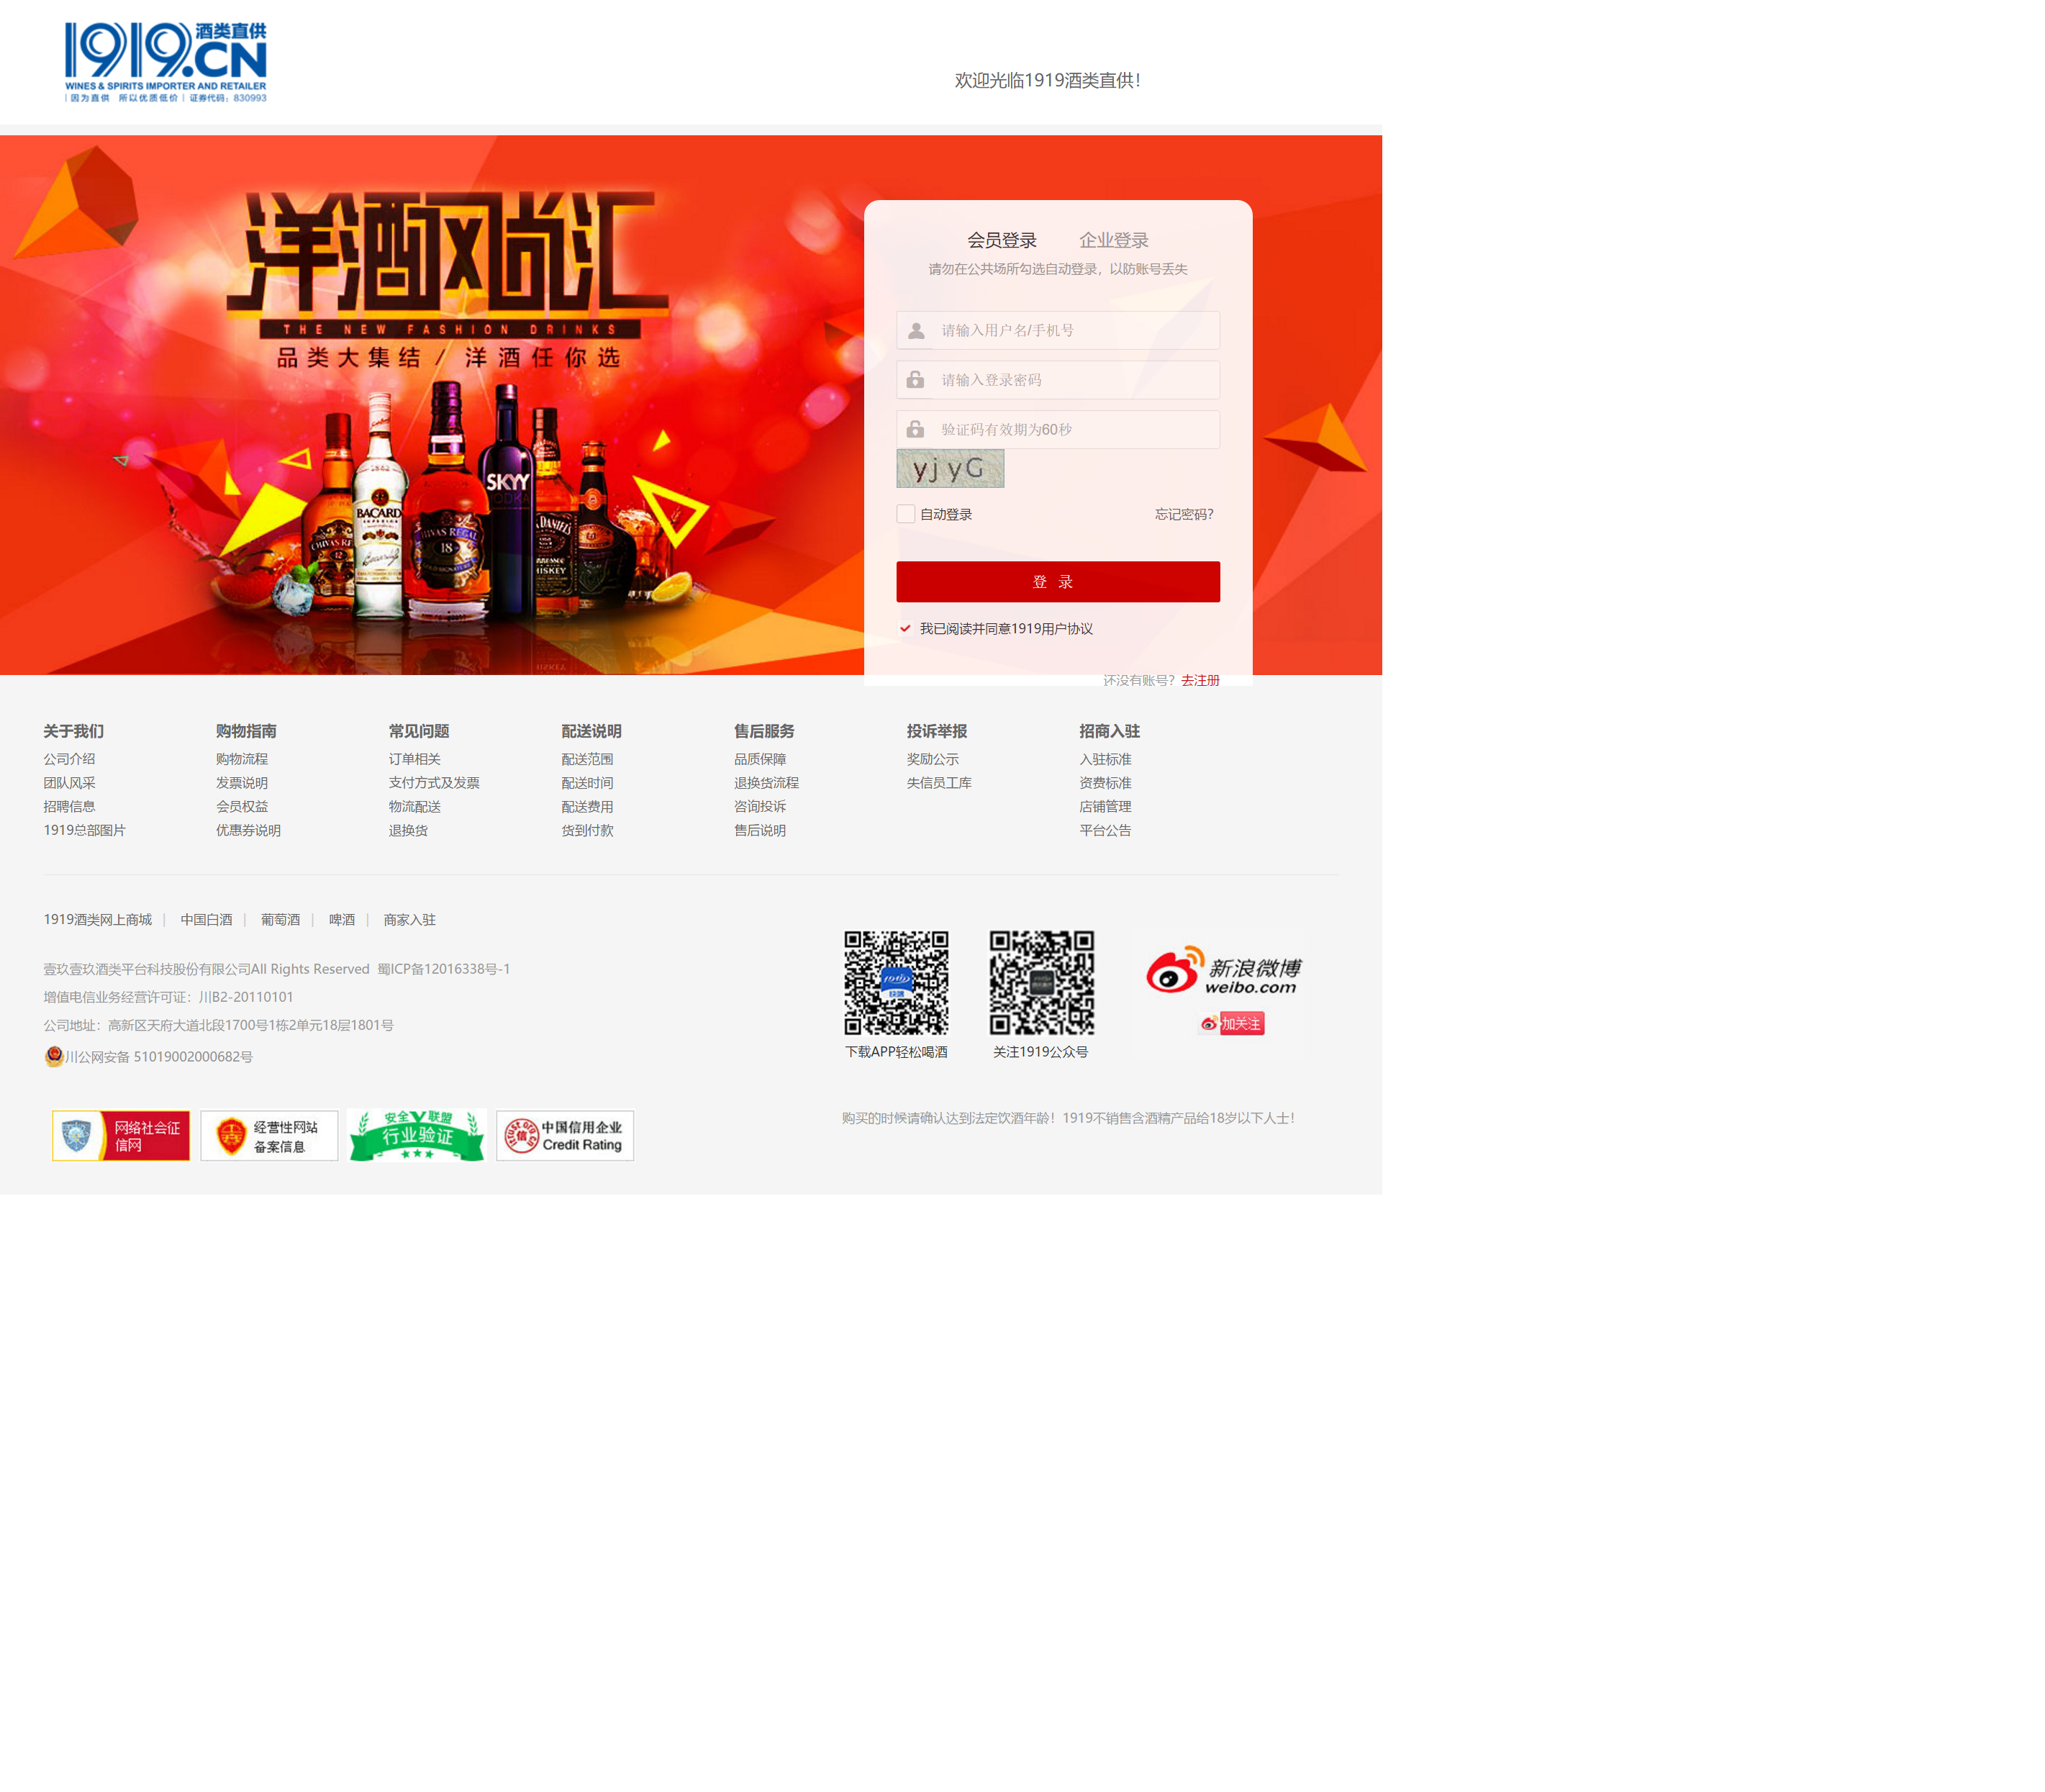 1919.CN 酒类直供
WINES & SPIRITS IMPORTER AND RETAILER
因为直供 所以优质低价 | 证券代码：830993
欢迎光临1919酒类直供！
洋酒风尚汇
THE NEW FASHION DRINKS
品类大集结 / 洋酒任你选
BACARDI
1862
CHIVAS REGAL
12
CHIVAS REGAL
18
SKYY
VODKA
DANIEL'S
WHISKEY
会员登录 企业登录
请勿在公共场所勾选自动登录，以防账号丢失
请输入用户名/手机号
请输入登录密码
验证码有效期为60秒
yjyG
自动登录 忘记密码?
登 录
我已阅读并同意1919用户协议
还没有账号？去注册
关于我们
公司介绍
团队风采
招聘信息
1919总部图片
购物指南
购物流程
发票说明
会员权益
优惠券说明
常见问题
订单相关
支付方式及发票
物流配送
退换货
配送说明
配送范围
配送时间
配送费用
货到付款
售后服务
品质保障
退换货流程
咨询投诉
售后说明
投诉举报
奖励公示
失信员工库
招商入驻
入驻标准
资费标准
店铺管理
平台公告
1919酒类网上商城 | 中国白酒 | 葡萄酒 | 啤酒 | 商家入驻
壹玖壹玖酒类平台科技股份有限公司All Rights Reserved 蜀ICP备12016338号-1
增值电信业务经营许可证：川B2-20110101
公司地址：高新区天府大道北段1700号1栋2单元18层1801号
川公网安备 51019002000682号
1919
快喝
下载APP轻松喝酒
关注1919公众号
新浪微博
weibo.com
加关注
网络社会征
信网
经营性网站
备案信息
安全联盟
行业验证
中国信用企业
Credit Rating
购买的时候请确认达到法定饮酒年龄！1919不销售含酒精产品给18岁以下人士！